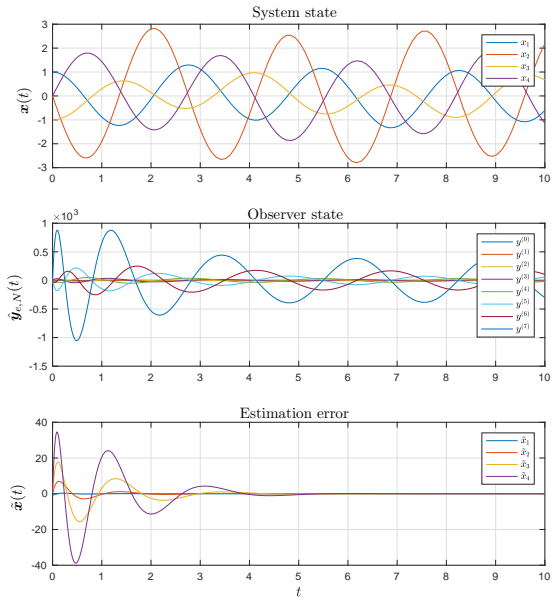 System state
3
2
1
0
-1
-2
-3
x(t)
x₁
x₂
x₃
x₄
0 1 2 3 4 5 6 7 8 9 10
Observer state
×10³
1
0.5
0
-0.5
-1
-1.5
ŷₑ,N(t)
y⁽⁰⁾
y⁽¹⁾
y⁽²⁾
y⁽³⁾
y⁽⁴⁾
y⁽⁵⁾
y⁽⁶⁾
y⁽⁷⁾
0 1 2 3 4 5 6 7 8 9 10
Estimation error
40
20
0
-20
-40
x̃(t)
x̃₁
x̃₂
x̃₃
x̃₄
0 1 2 3 4 5 6 7 8 9 10
t